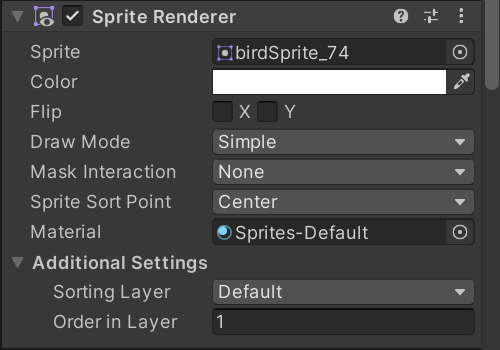 Sprite Renderer
Sprite birdSprite_74
Color
Flip X Y
Draw Mode Simple
Mask Interaction None
Sprite Sort Point Center
Material Sprites-Default
Additional Settings
Sorting Layer Default
Order in Layer 1